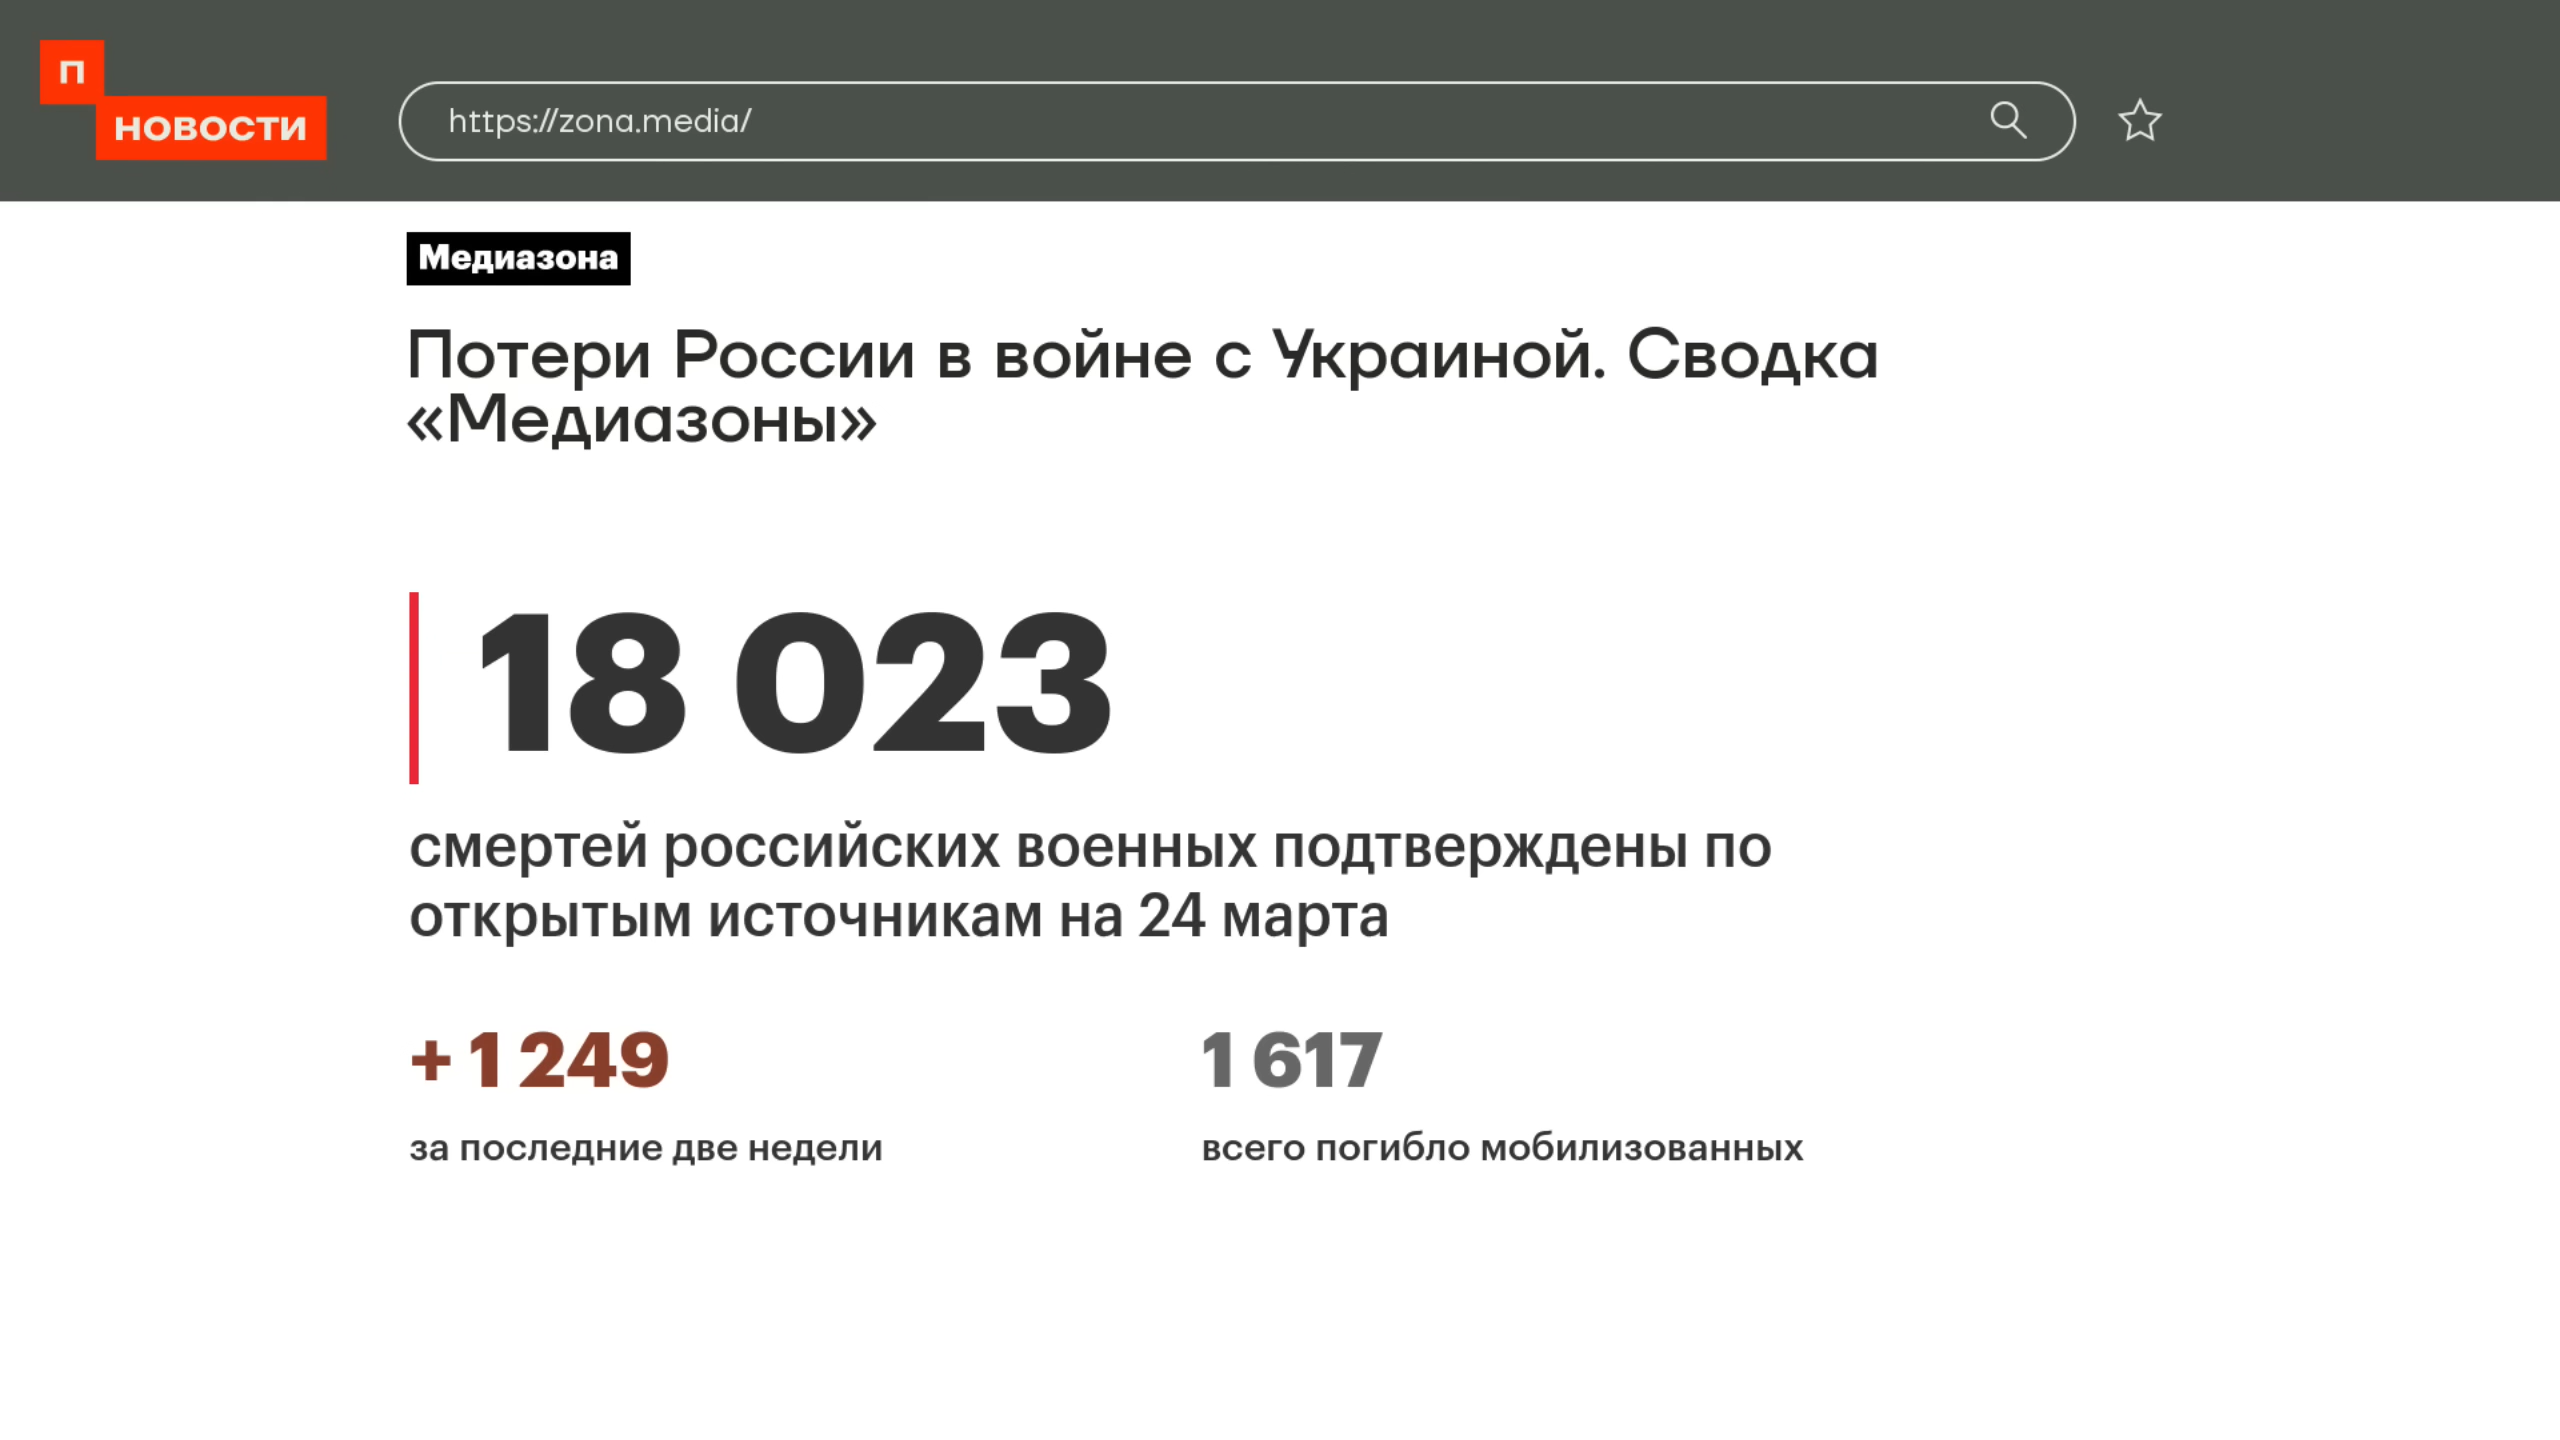 П
НОВОСТИ
https://zona.media/
Медиазона
Потери России в войне с Украиной. Сводка
«Медиазоны»
18 023
смертей российских военных подтверждены по
открытым источникам на 24 марта
+ 1 249
1 617
за последние две недели
всего погибло мобилизованных